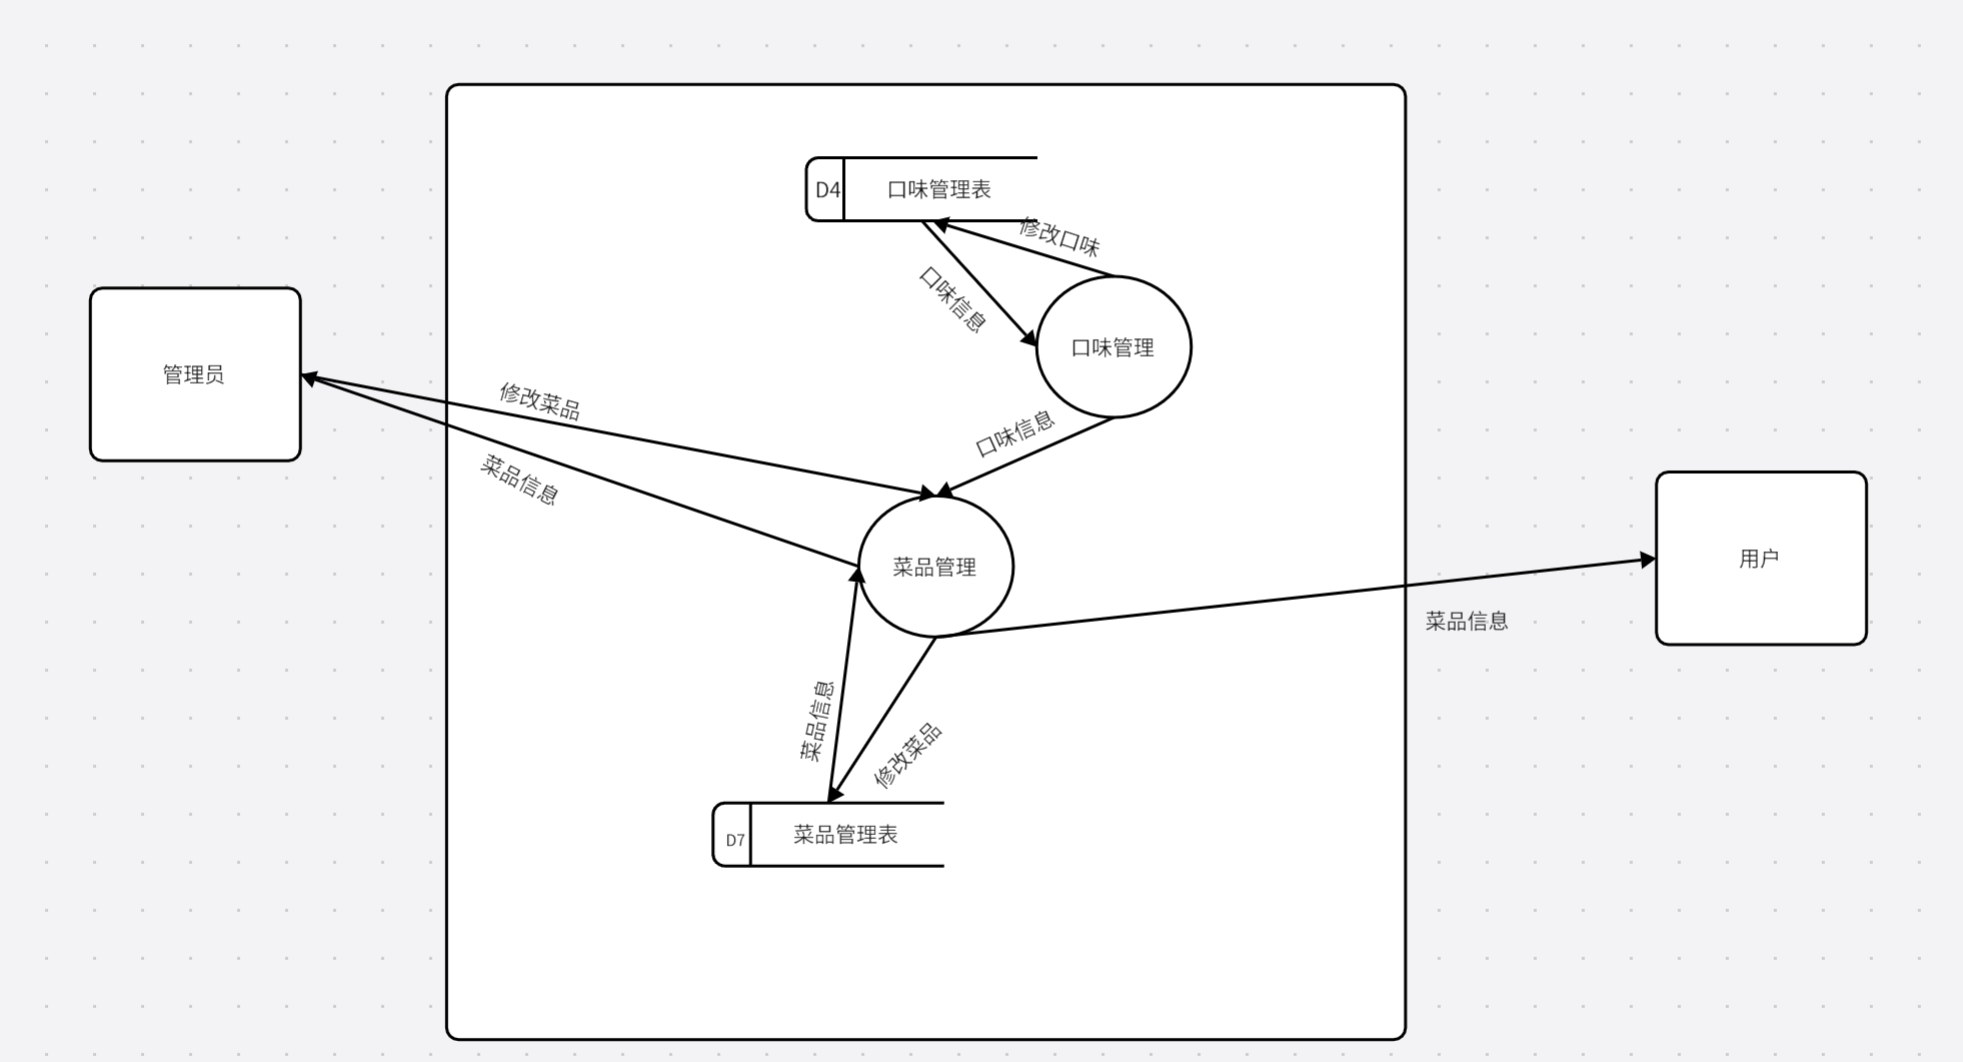 D4
口味管理表
修改口味
口味信息
口味管理
管理员
修改菜品
口味信息
菜品信息
菜品管理
用户
菜品信息
菜品信息
修改菜品
D7
菜品管理表